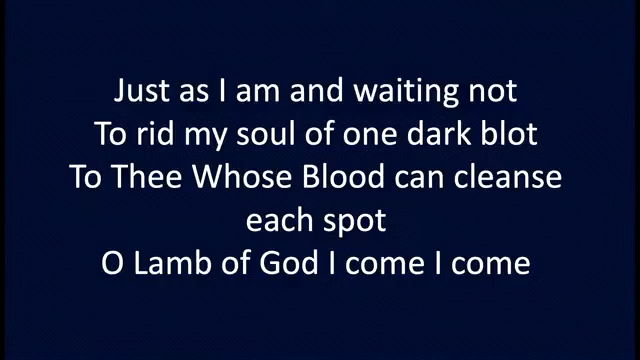 Just as I am and waiting not
To rid my soul of one dark blot
To Thee Whose Blood can cleanse
each spot
O Lamb of God I come I come